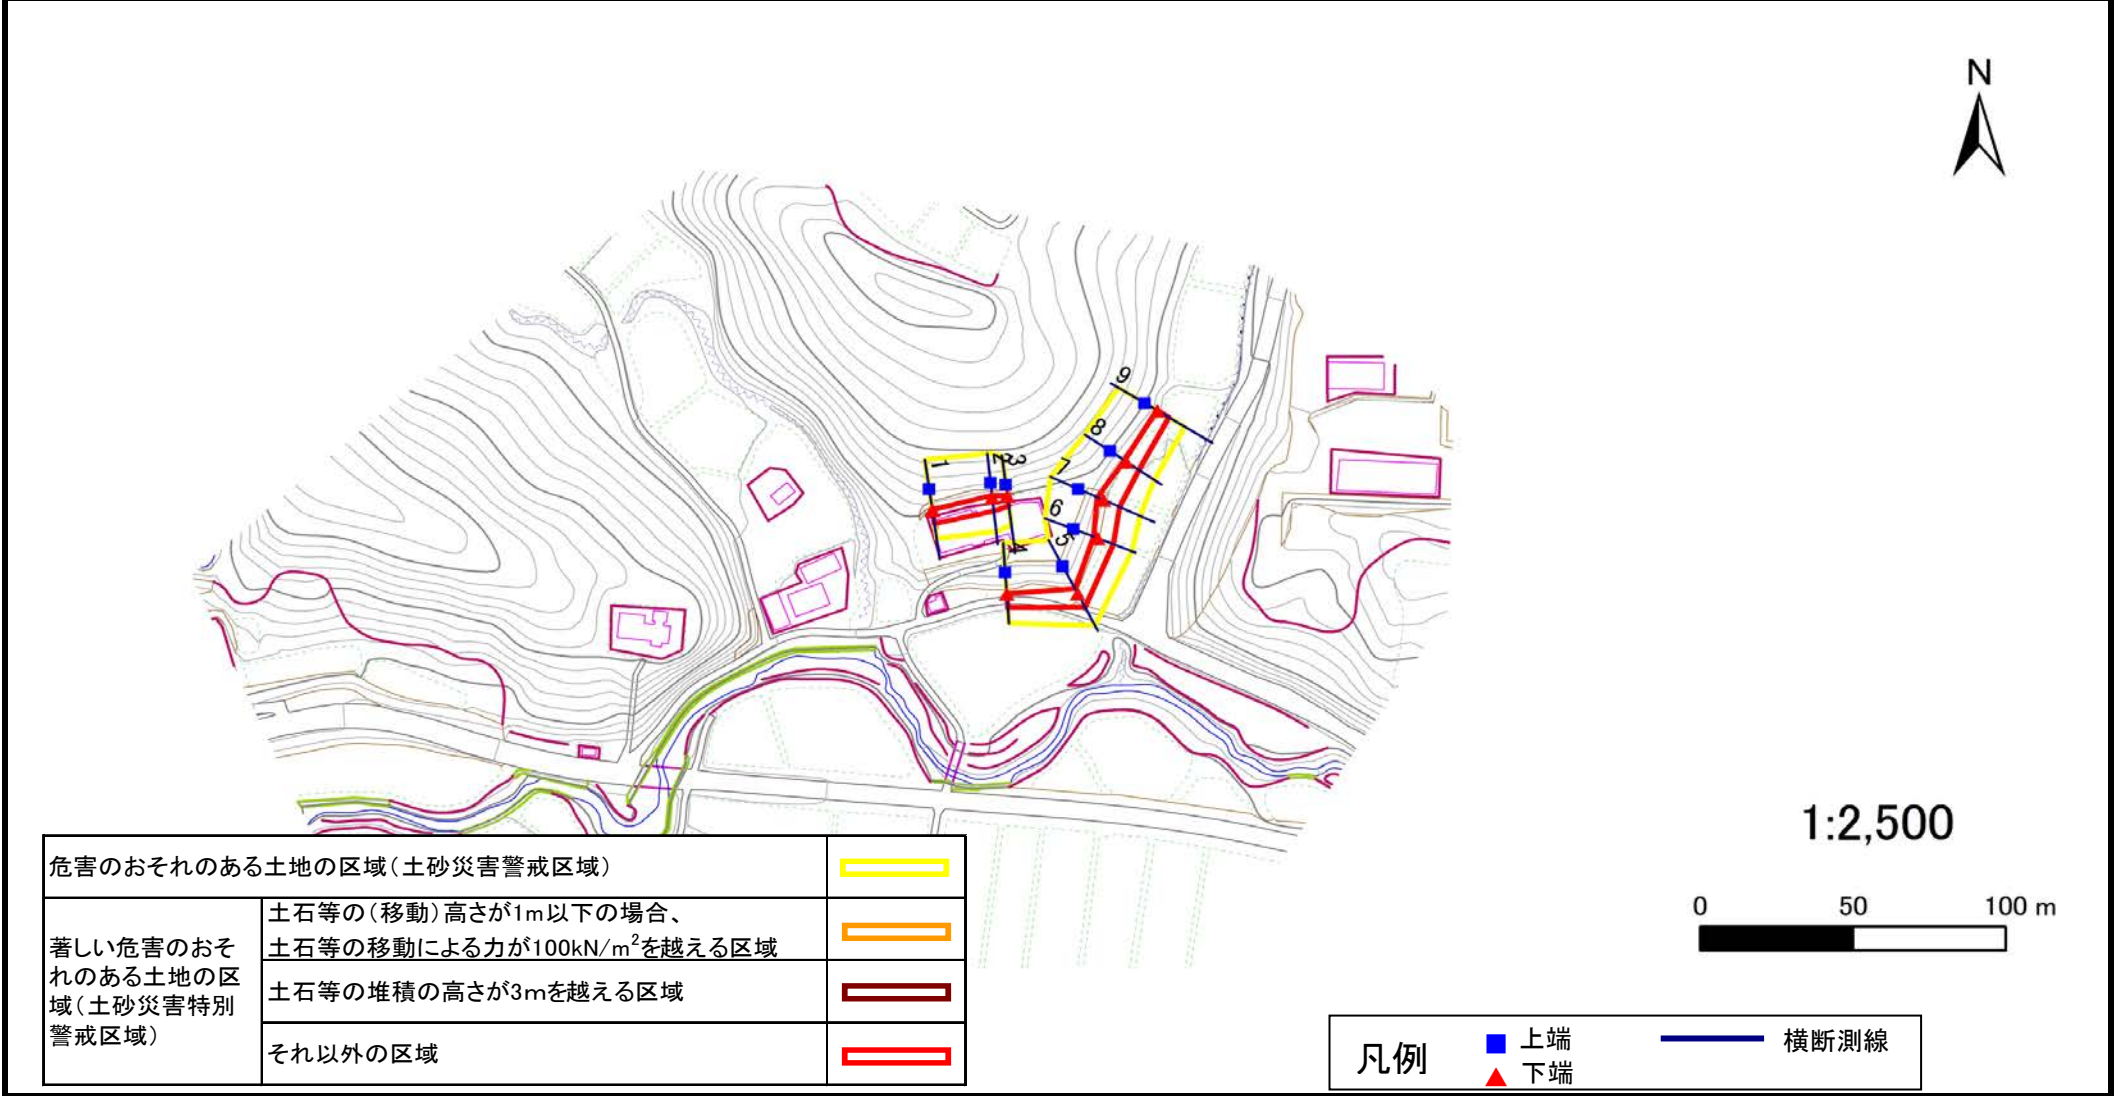 N
9
8
7
1
2
3
6
5
4
1:2,500
0 50 100 m
危害のおそれのある土地の区域(土砂災害警戒区域)
著しい危害のおそ
れのある土地の区
域(土砂災害特別
警戒区域)
土石等の(移動)高さが1m以下の場合、
土石等の移動による力が100kN/m²を越える区域
土石等の堆積の高さが3mを越える区域
それ以外の区域
凡例
上端
下端
横断測線